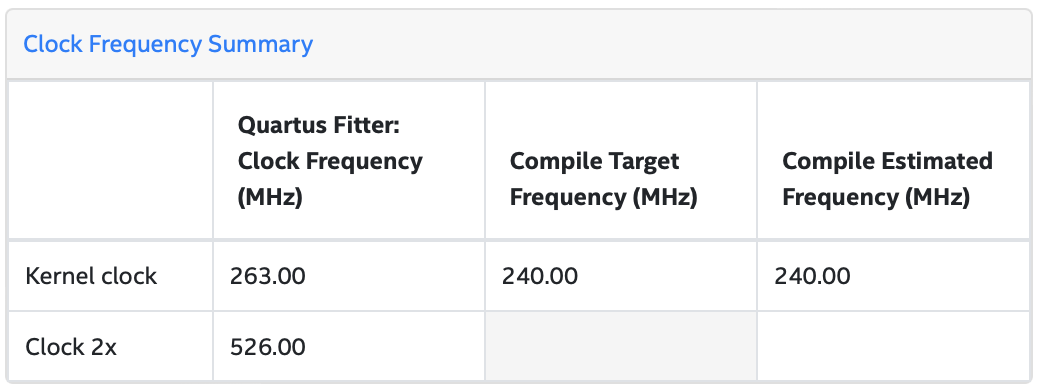 Clock Frequency Summary
Quartus Fitter:
Clock Frequency
(MHz)
Compile Target
Frequency (MHz)
Compile Estimated
Frequency (MHz)
Kernel clock 263.00 240.00 240.00
Clock 2x 526.00